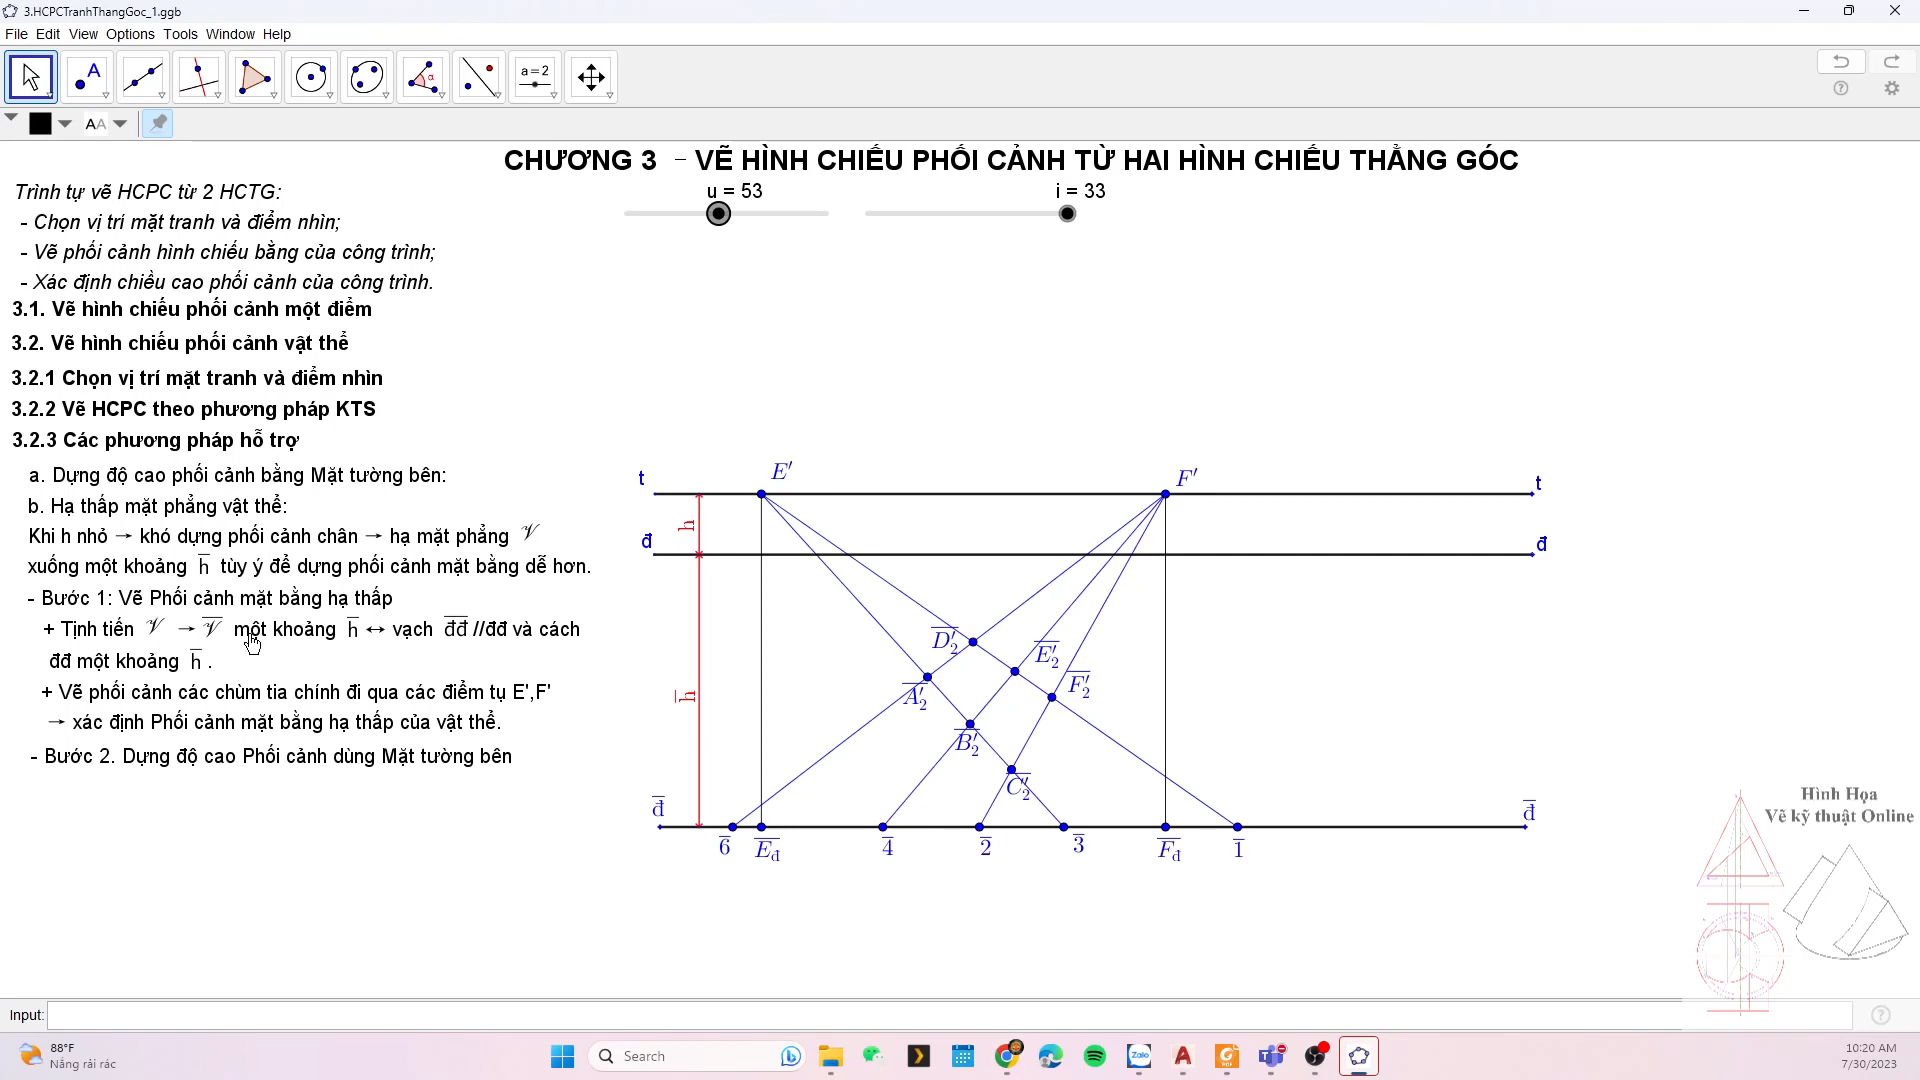 3.HCPCTranhThangGoc_1.ggb
File Edit View Options Tools Window Help
A
α
a=2
AA
CHƯƠNG 3 – VẼ HÌNH CHIẾU PHỐI CẢNH TỪ HAI HÌNH CHIẾU THẲNG GÓC
u = 53
i = 33
Trình tự vẽ HCPC từ 2 HCTG:
- Chọn vị trí mặt tranh và điểm nhìn;
- Vẽ phối cảnh hình chiếu bằng của công trình;
- Xác định chiều cao phối cảnh của công trình.
3.1. Vẽ hình chiếu phối cảnh một điểm
3.2. Vẽ hình chiếu phối cảnh vật thể
3.2.1 Chọn vị trí mặt tranh và điểm nhìn
3.2.2 Vẽ HCPC theo phương pháp KTS
3.2.3 Các phương pháp hỗ trợ
a. Dựng độ cao phối cảnh bằng Mặt tường bên:
b. Hạ thấp mặt phẳng vật thể:
Khi h nhỏ → khó dựng phối cảnh chân → hạ mặt phẳng 𝒱
xuống một khoảng h̅ tùy ý để dựng phối cảnh mặt bằng dễ hơn.
- Bước 1: Vẽ Phối cảnh mặt bằng hạ thấp
+ Tịnh tiến 𝒱 → 𝒱̅ một khoảng h̅ ↔ vạch đ̅đ̅ //đđ và cách
đđ một khoảng h̅ .
+ Vẽ phối cảnh các chùm tia chính đi qua các điểm tụ E',F'
→ xác định Phối cảnh mặt bằng hạ thấp của vật thể.
- Bước 2. Dựng độ cao Phối cảnh dùng Mặt tường bên
t E' F' t
h
đ đ
D̅₂' E̅₂'
A̅₂' F̅₂'
h̅
B̅₂'
C̅₂'
đ̅ đ̅
6̅ E̅đ 4̅ 2̅ 3̅ F̅đ 1̅
Hình Họa
Vẽ kỹ thuật Online
Input:
88°F
Nắng rải rác
Search
Zalo
PDF
10:20 AM
7/30/2023